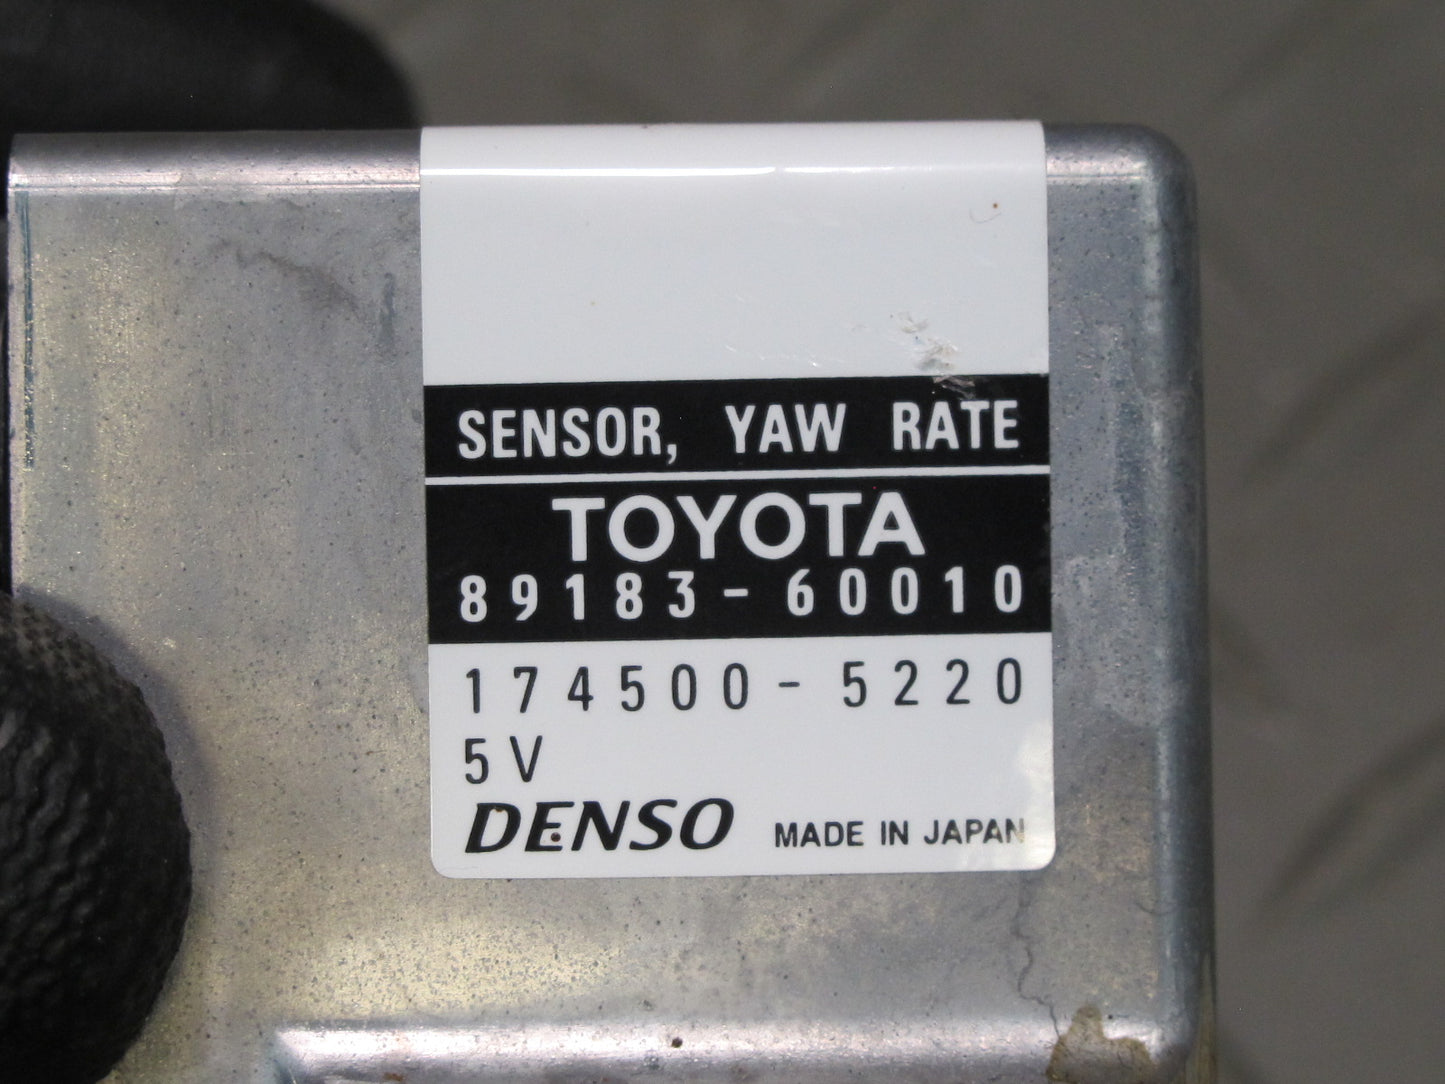 SENSOR, YAW RATE
TOYOTA
89183-60010
174500-5220
5V
DENSO MADE IN JAPAN